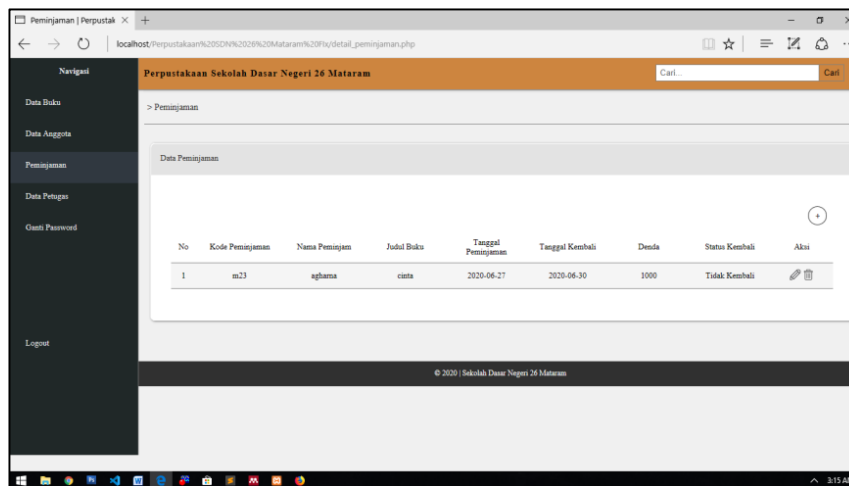 Peminjaman | Perpustak
localhost/Perpustakaan%20SDN%2026%20Mataram%20Fix/detail_peminjaman.php
Navigasi
Perpustakaan Sekolah Dasar Negeri 26 Mataram
Cari...
Cari
Data Buku
Data Anggota
Peminjaman
Data Petugas
Ganti Password
Logout
> Peminjaman
Data Peminjaman
No Kode Peminjaman Nama Peminjam Judul Buku Tanggal Peminjaman Tanggal Kembali Denda Status Kembali Aksi
1 m23 aghama cinta 2020-06-27 2020-06-30 1000 Tidak Kembali
© 2020 | Sekolah Dasar Negeri 26 Mataram